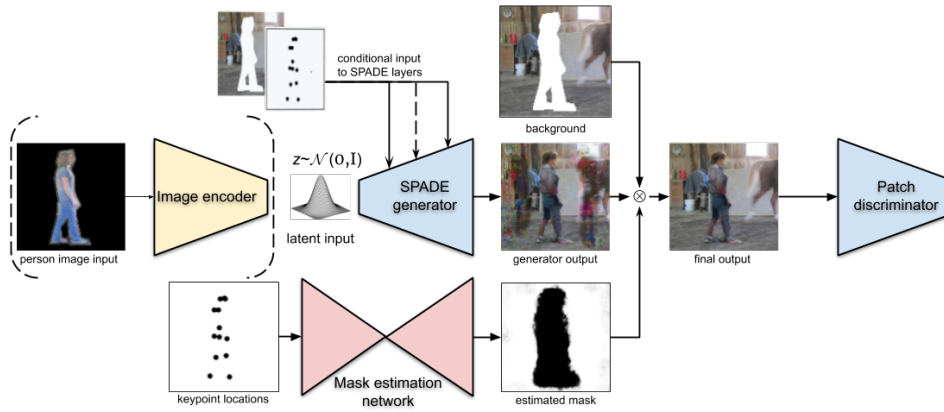 conditional input
to SPADE layers
background
z~𝒩(0,I)
SPADE
generator
Image encoder
Patch
discriminator
latent input
person image input
generator output
final output
Mask estimation
network
keypoint locations
estimated mask